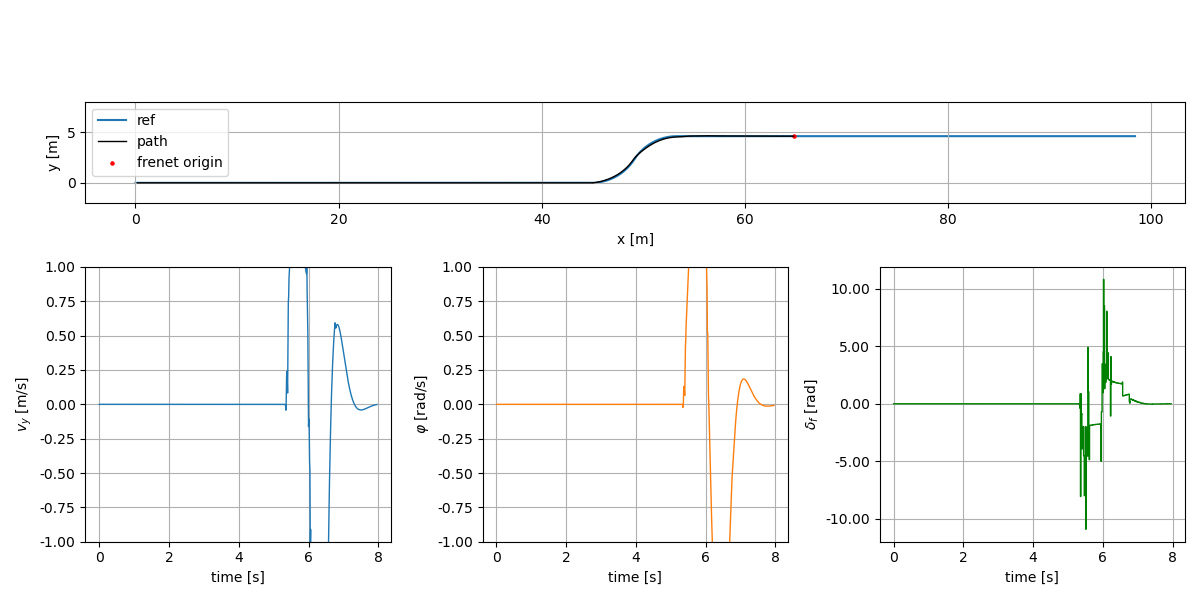 ref
path
frenet origin
5
0
y [m]
0 20 40 60 80 100
x [m]
1.00
0.75
0.50
0.25
0.00
-0.25
-0.50
-0.75
-1.00
v_y [m/s]
0 2 4 6 8
time [s]
1.00
0.75
0.50
0.25
0.00
-0.25
-0.50
-0.75
-1.00
φ [rad/s]
0 2 4 6 8
time [s]
10.00
5.00
0.00
-5.00
-10.00
δ_f [rad]
0 2 4 6 8
time [s]